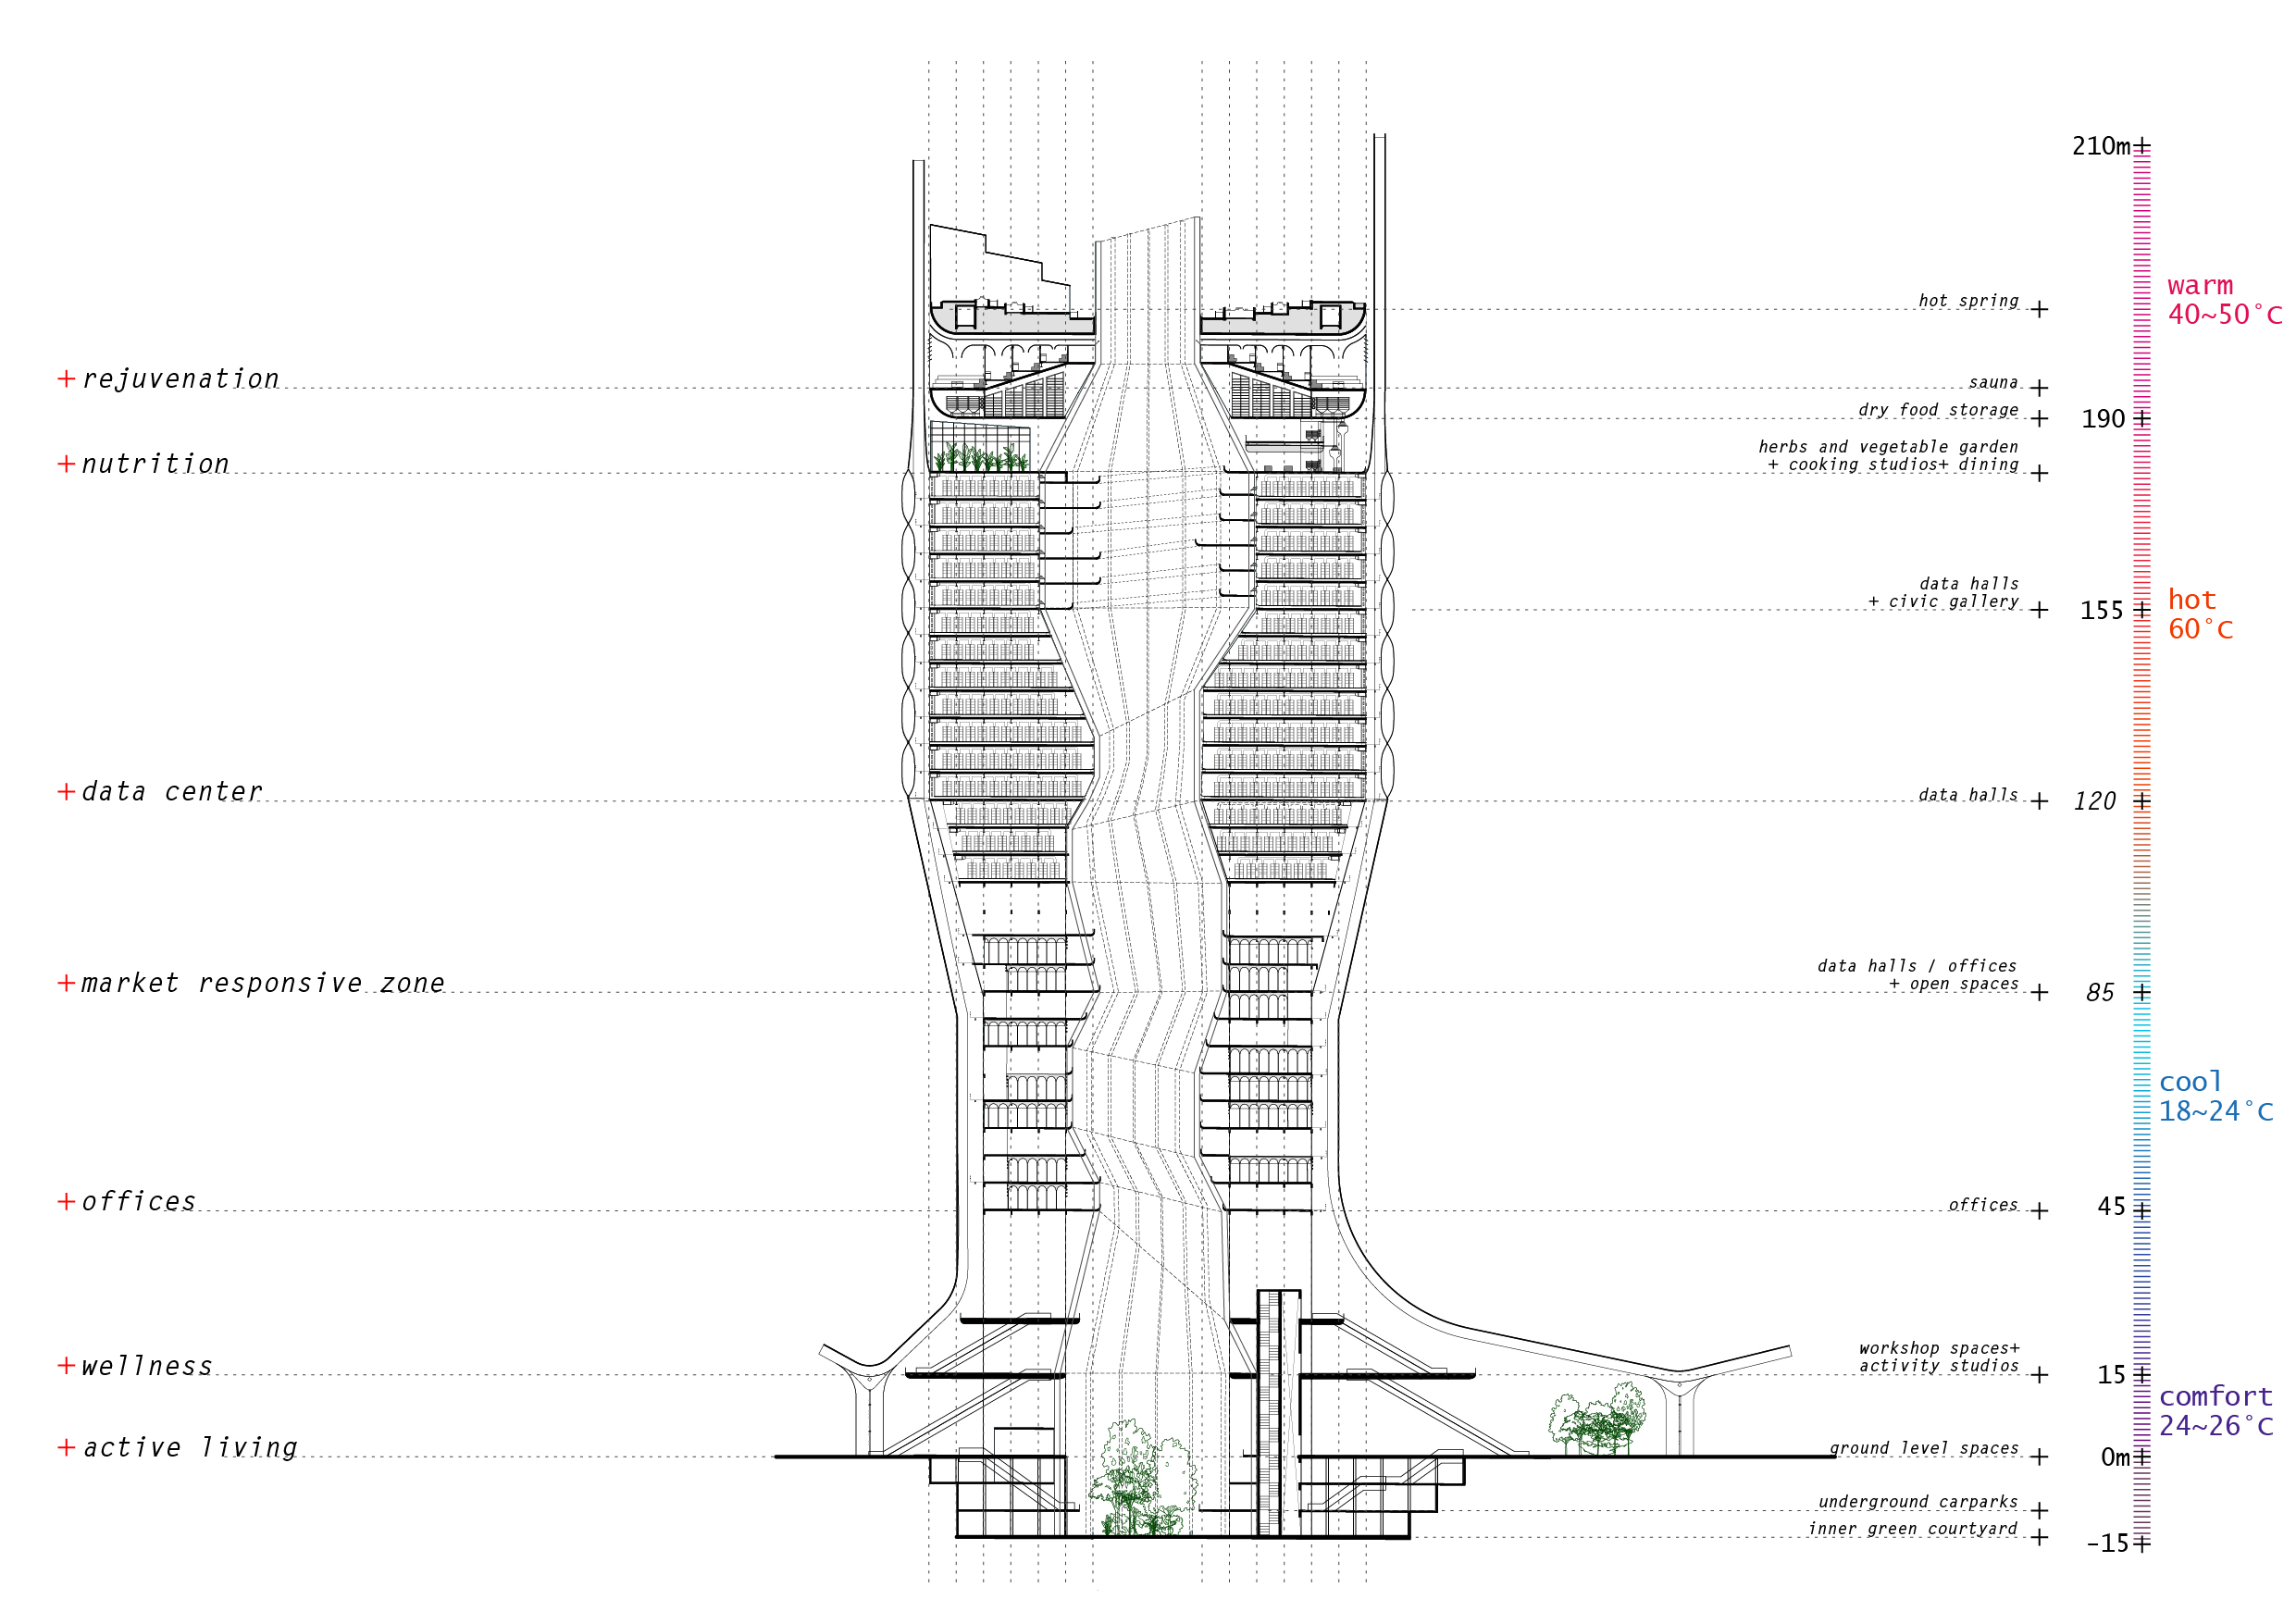 210m
warm
40~50°C
hot spring
+ rejuvenation
sauna
dry food storage
190
+ nutrition
herbs and vegetable garden
+ cooking studios+ dining
hot
60°C
data halls
+ civic gallery
155
+ data center
data halls
120
+ market responsive zone
data halls / offices
+ open spaces
85
cool
18~24°C
+ offices
offices
45
+ wellness
workshop spaces+
activity studios
15
comfort
24~26°C
+ active living
ground level spaces
0m
underground carparks
inner green courtyard
-15